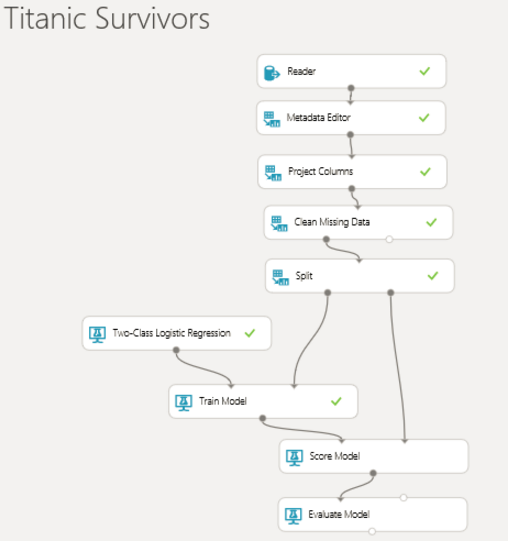 Titanic Survivors
Reader
Metadata Editor
Project Columns
Clean Missing Data
Split
Two-Class Logistic Regression
Train Model
Score Model
Evaluate Model